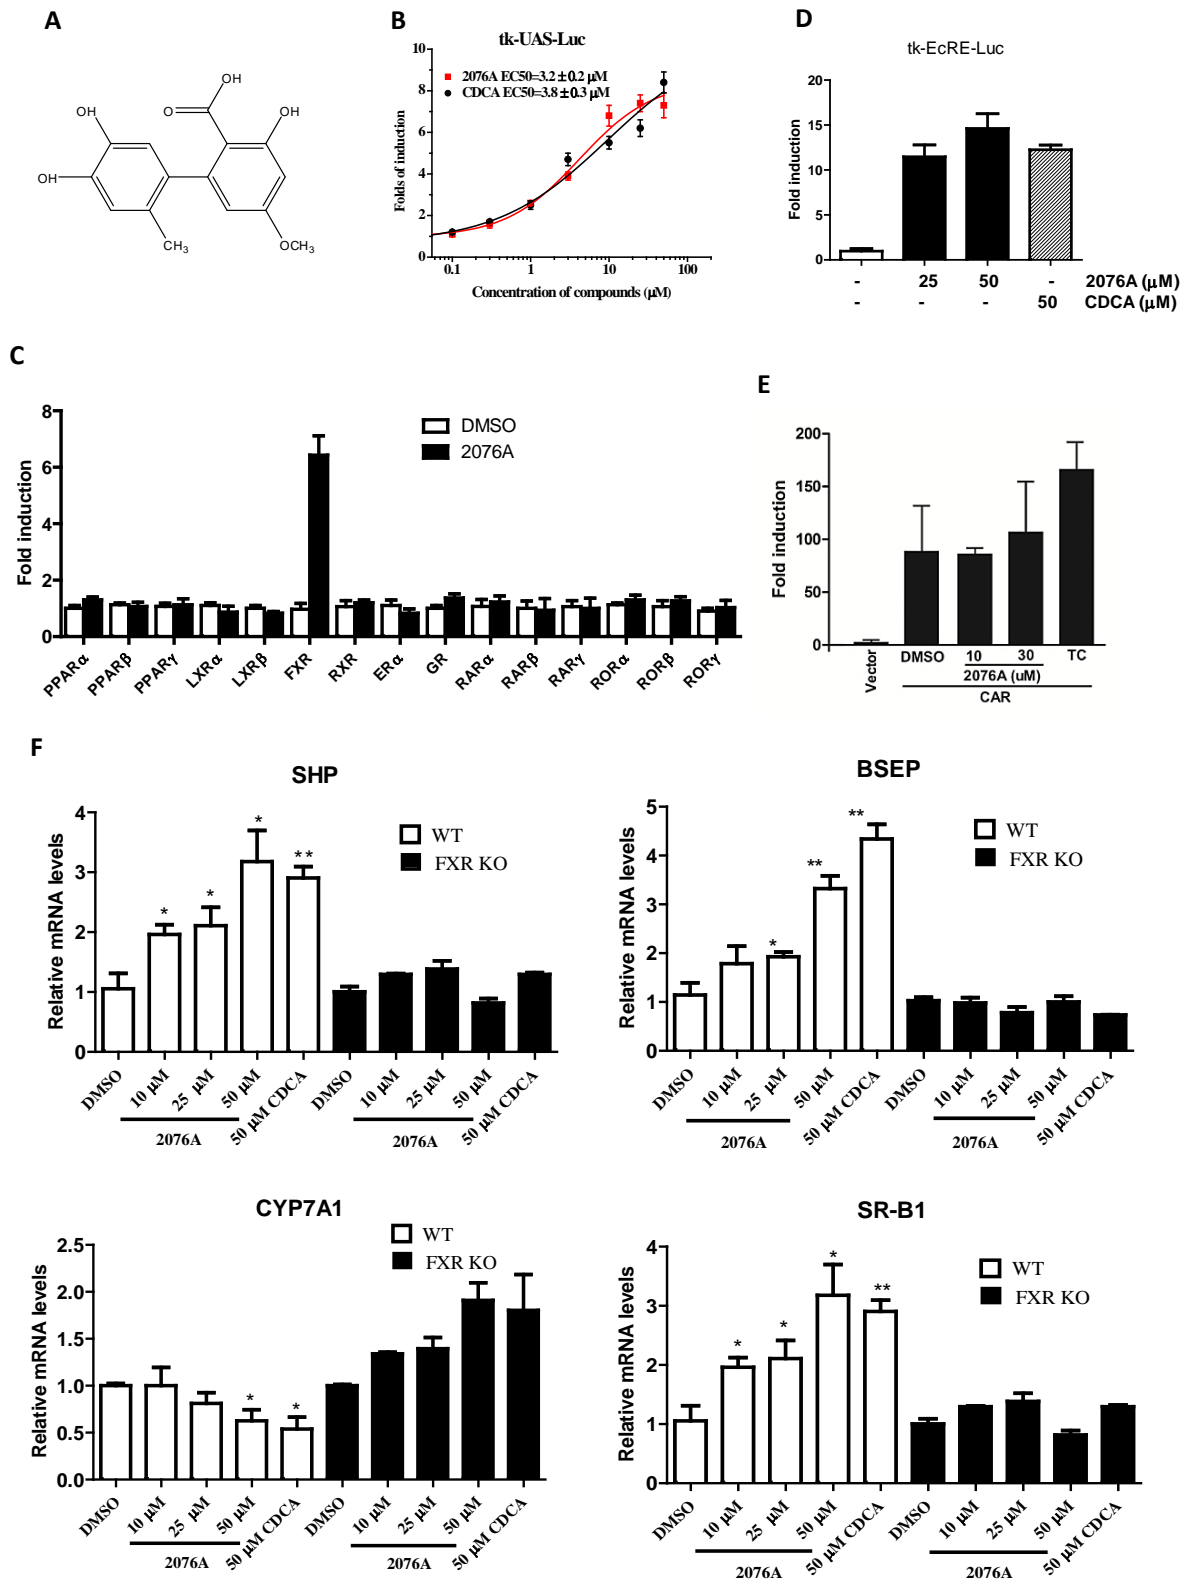 A
OH
O
OH
OH
OH
CH3
OCH3
B
tk-UAS-Luc
2076A EC50=3.2±0.2 μM
CDCA EC50=3.8±0.3 μM
Folds of induction
10
8
6
4
2
0
0.1
1
10
100
Concentration of compounds (μM)
D
tk-EcRE-Luc
Fold induction
20
15
10
5
0
- 25 50 - 2076A (μM)
- - - 50 CDCA (μM)
C
DMSO
2076A
Fold induction
8
6
4
2
0
PPARα
PPARβ
PPARγ
LXRα
LXRβ
FXR
RXR
ERα
GR
RARα
RARβ
RARγ
RORα
RORβ
RORγ
E
Fold induction
200
150
100
50
0
Vector
DMSO
10
30
TC
2076A (uM)
CAR
F
SHP
WT
FXR KO
Relative mRNA levels
4
3
2
1
0
*
*
*
**
DMSO
10 μM
25 μM
50 μM
50 μM CDCA
DMSO
10 μM
25 μM
50 μM
50 μM CDCA
2076A
2076A
BSEP
WT
FXR KO
Relative mRNA levels
5
4
3
2
1
0
*
**
**
DMSO
10 μM
25 μM
50 μM
50 μM CDCA
DMSO
10 μM
25 μM
50 μM
50 μM CDCA
2076A
2076A
CYP7A1
WT
FXR KO
Relative mRNA levels
2.5
2.0
1.5
1.0
0.5
0.0
*
*
DMSO
10 μM
25 μM
50 μM
50 μM CDCA
DMSO
10 μM
25 μM
50 μM
50 μM CDCA
2076A
2076A
SR-B1
WT
FXR KO
Relative mRNA levels
4
3
2
1
0
*
*
*
**
DMSO
10 μM
25 μM
50 μM
50 μM CDCA
DMSO
10 μM
25 μM
50 μM
50 μM CDCA
2076A
2076A